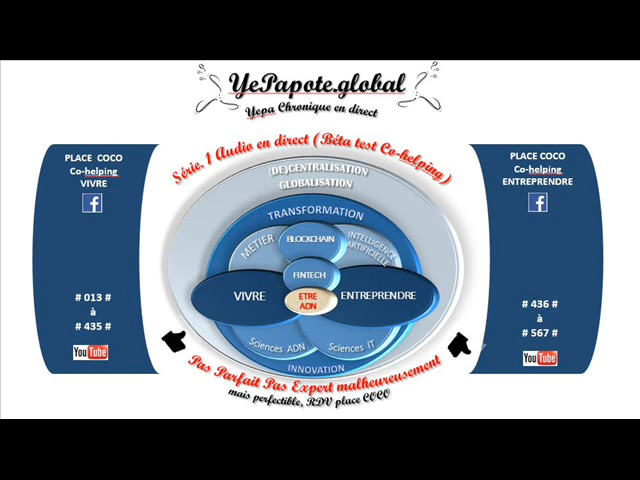 YePapote.global
Yepa Chronique en direct
Série, 1 Audio en direct (Béta test Co-helping)
PLACE COCO
Co-helping
VIVRE
# 013 #
à
# 435 #
YouTube
(DE)CENTRALISATION
GLOBALISATION
TRANSFORMATION
METIER
BLOCKCHAIN
INTELLIGENCE
ARTIFICIELLE
FINTECH
VIVRE
ETRE
ADN
ENTREPRENDRE
Sciences ADN
Sciences IT
INNOVATION
PLACE COCO
Co-helping
ENTREPRENDRE
# 436 #
à
# 567 #
YouTube
Pas Parfait Pas Expert malheureusement
mais perfectible, RDV place COCO